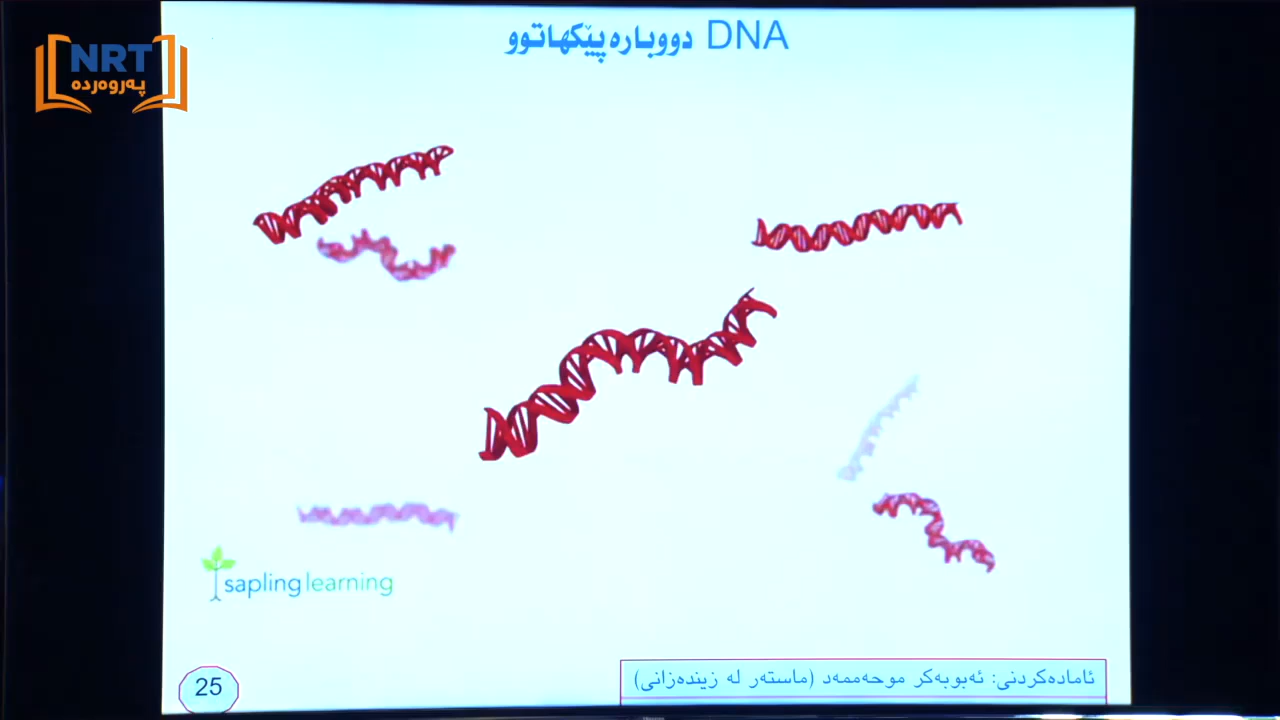 DNA دووبارە پێکهاتوو
NRT
پەروەردە
sapling learning
25
ئامادەکردنی: ئەبوبەکر موحەممەد (ماستەر لە زیندەزانی)